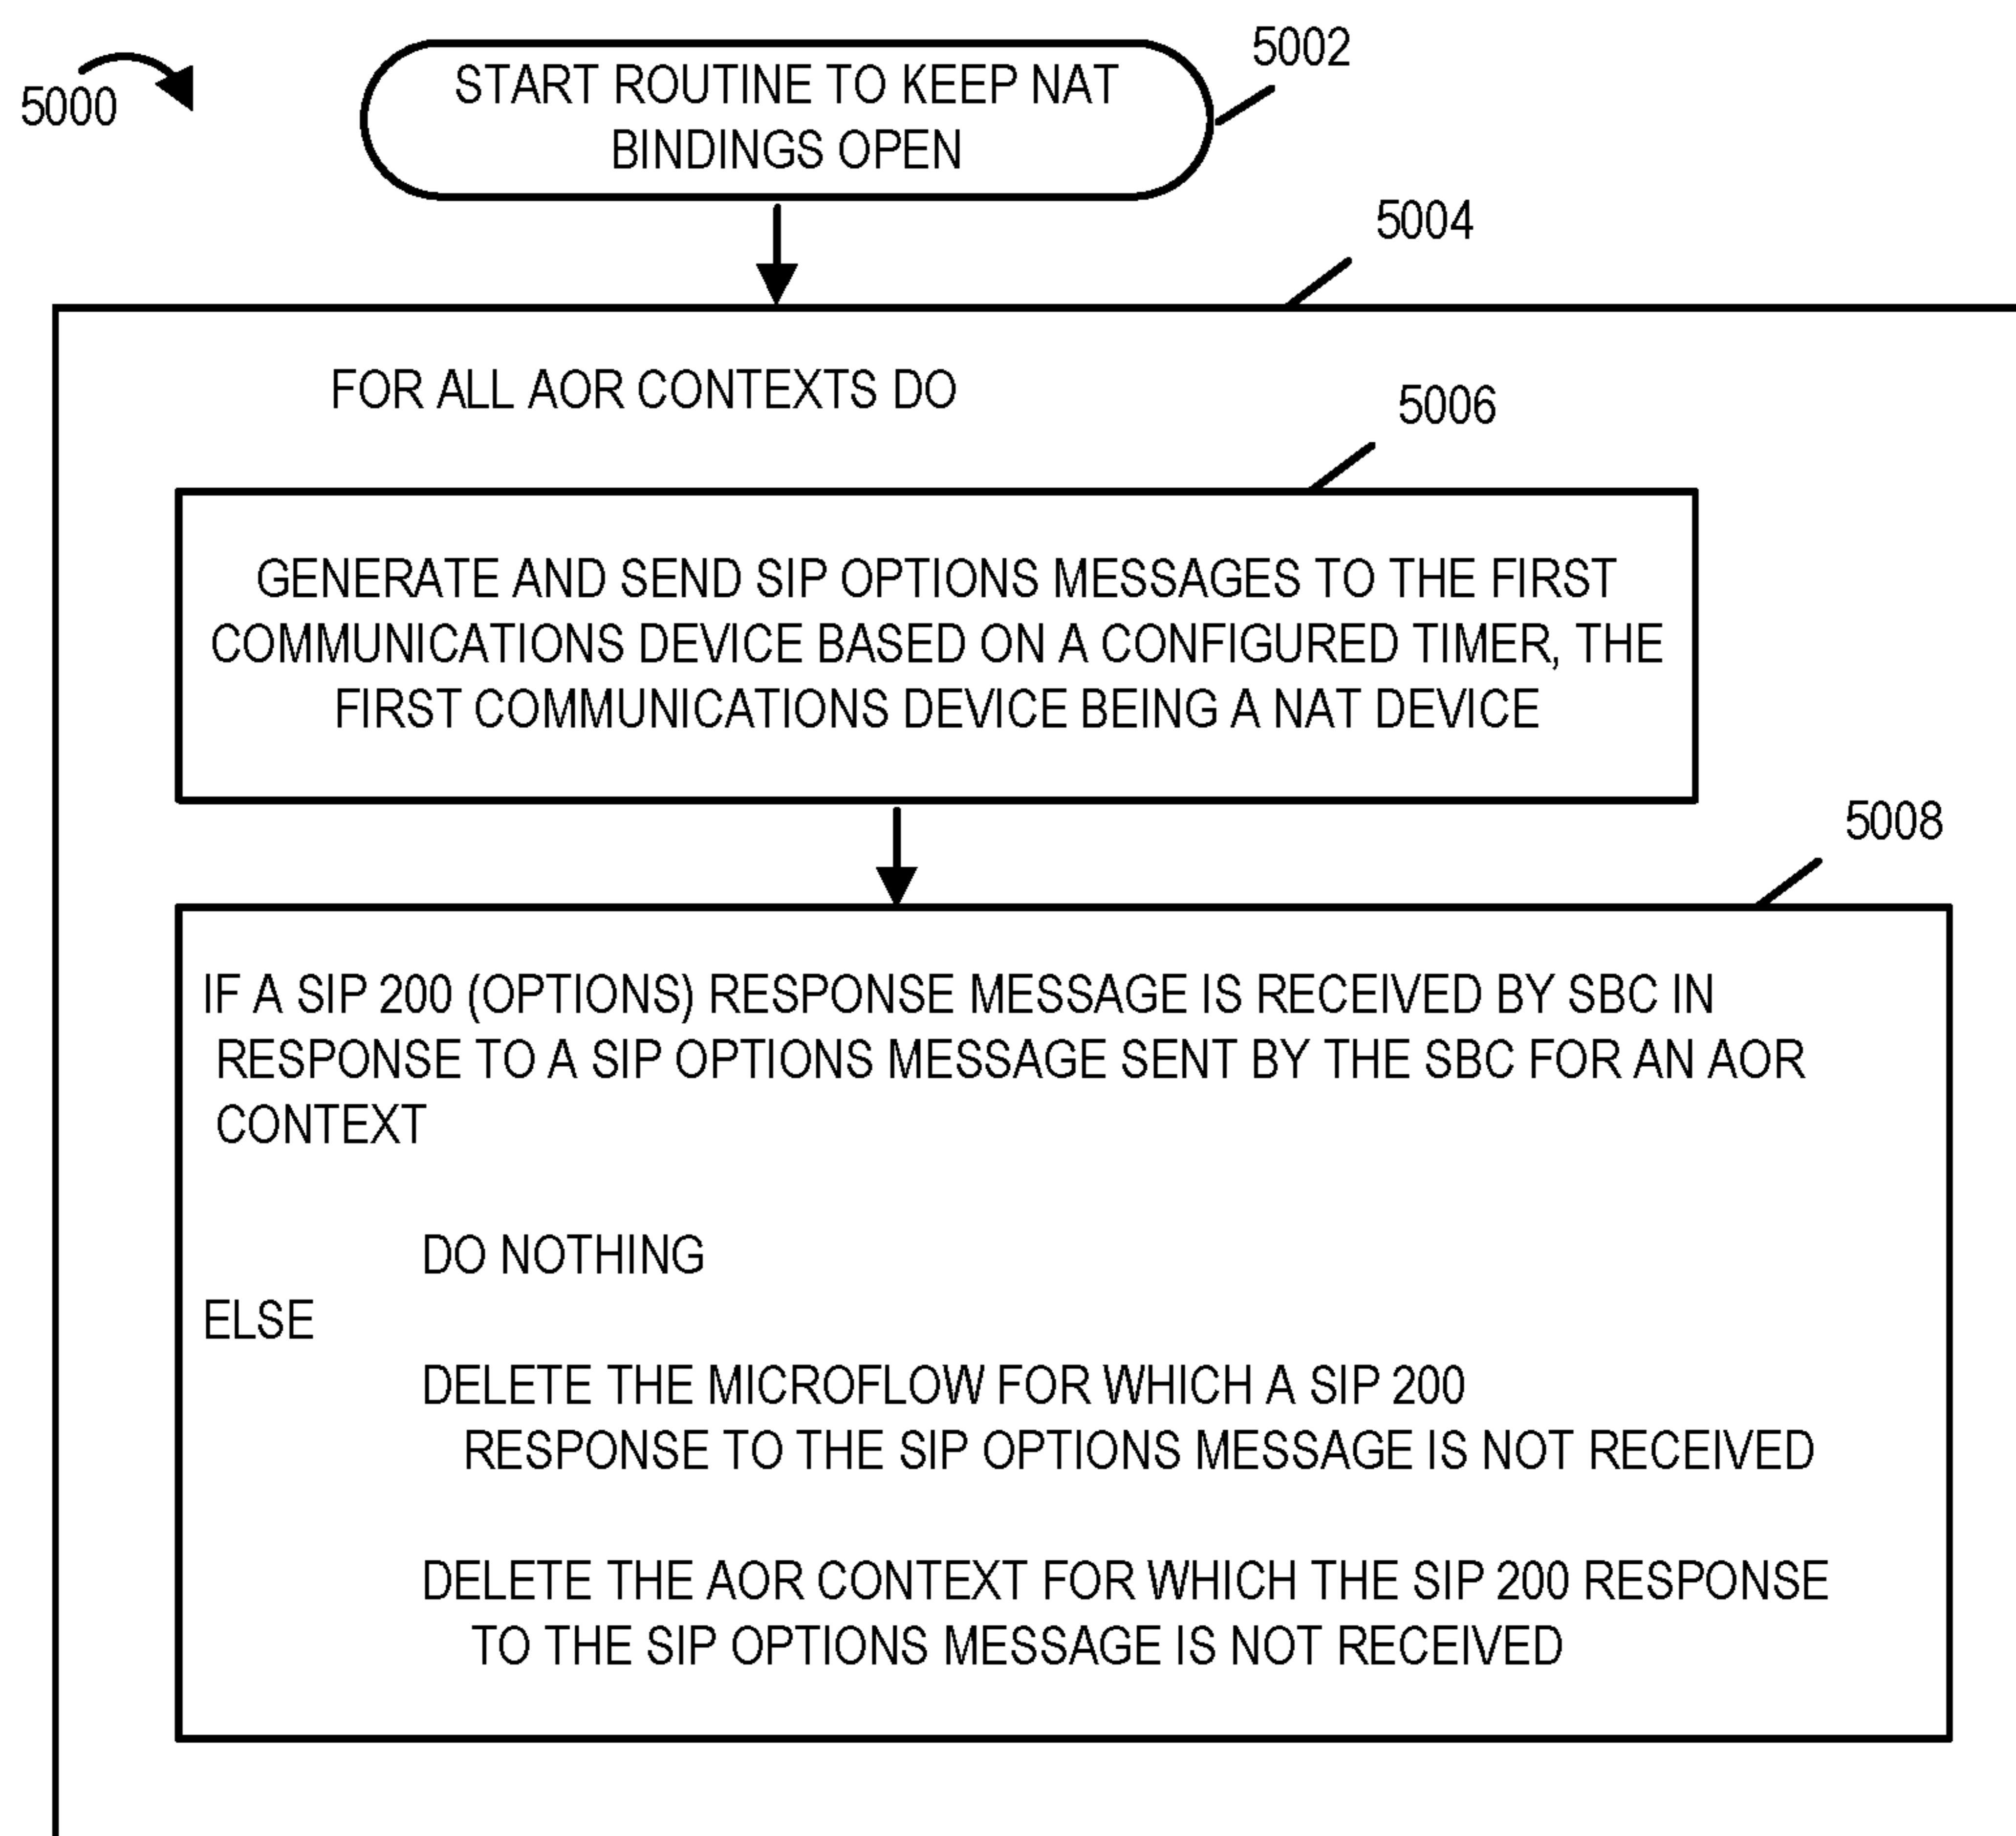 5000
START ROUTINE TO KEEP NAT
BINDINGS OPEN
5002
5004
FOR ALL AOR CONTEXTS DO
5006
GENERATE AND SEND SIP OPTIONS MESSAGES TO THE FIRST
COMMUNICATIONS DEVICE BASED ON A CONFIGURED TIMER, THE
FIRST COMMUNICATIONS DEVICE BEING A NAT DEVICE
5008
IF A SIP 200 (OPTIONS) RESPONSE MESSAGE IS RECEIVED BY SBC IN
RESPONSE TO A SIP OPTIONS MESSAGE SENT BY THE SBC FOR AN AOR
CONTEXT
DO NOTHING
ELSE
DELETE THE MICROFLOW FOR WHICH A SIP 200
RESPONSE TO THE SIP OPTIONS MESSAGE IS NOT RECEIVED
DELETE THE AOR CONTEXT FOR WHICH THE SIP 200 RESPONSE
TO THE SIP OPTIONS MESSAGE IS NOT RECEIVED